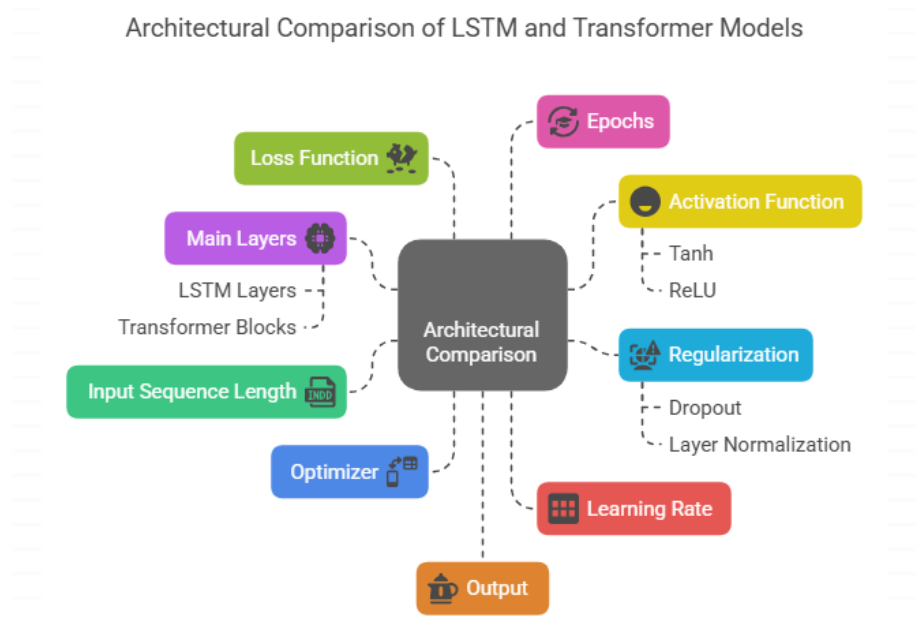 Architectural Comparison of LSTM and Transformer Models
Epochs
Loss Function
Activation Function
Tanh
ReLU
Main Layers
LSTM Layers
Transformer Blocks
Architectural
Comparison
Regularization
Dropout
Layer Normalization
Input Sequence Length
INDD
Optimizer
Learning Rate
Output